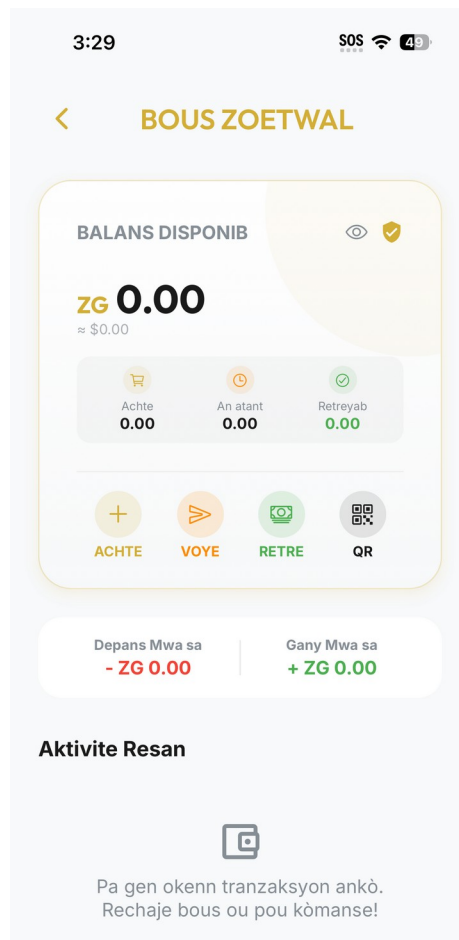 3:29 SOS 49
BOUS ZOETWAL
BALANS DISPONIB
ZG 0.00
≈ $0.00
Achte An atant Retreyab
0.00 0.00 0.00
ACHTE VOYE RETRE QR
Depans Mwa sa Gany Mwa sa
- ZG 0.00 + ZG 0.00
Aktivite Resan
Pa gen okenn tranzaksyon ankò.
Rechaje bous ou pou kòmanse!